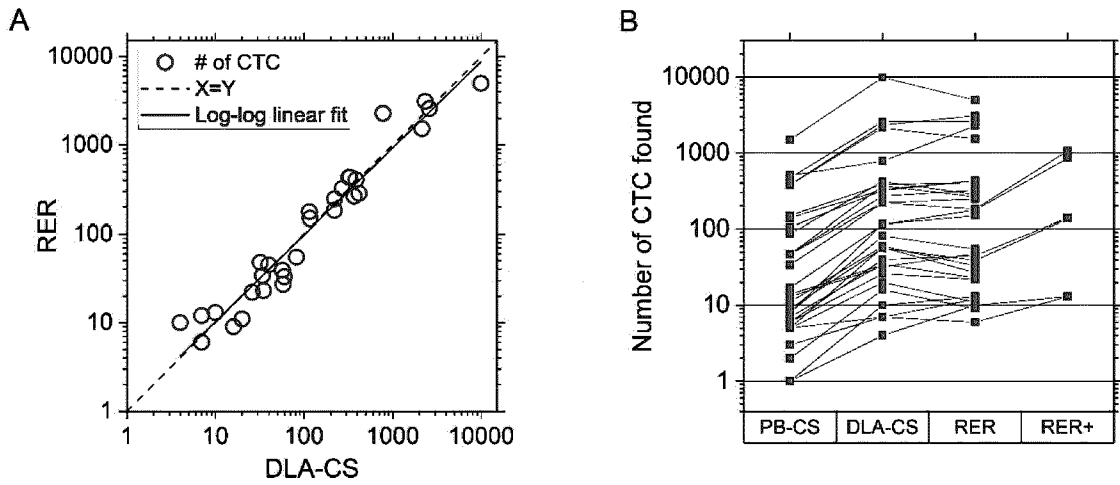 A
RER
10000
1000
100
10
1
# of CTC
X=Y
Log-log linear fit
1 10 100 1000 10000
DLA-CS
B
Number of CTC found
10000
1000
100
10
1
PB-CS DLA-CS RER RER+